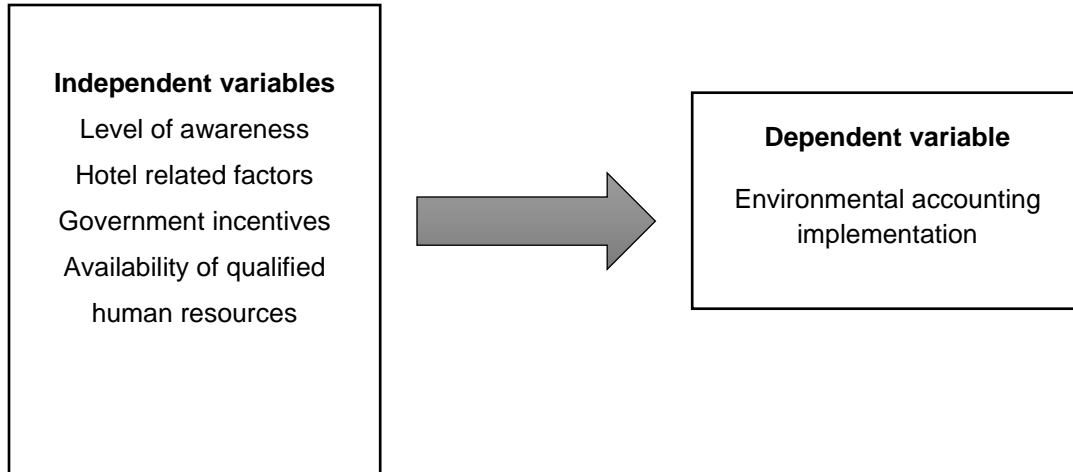 Independent variables
Level of awareness
Hotel related factors
Government incentives
Availability of qualified
human resources
Dependent variable
Environmental accounting
implementation